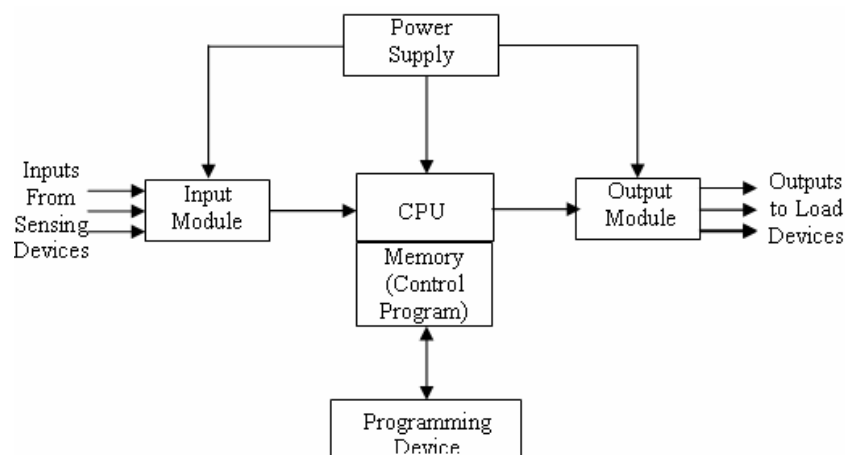 Power
Supply
Inputs
From
Sensing
Devices
Input
Module
CPU
Memory
(Control
Program)
Output
Module
Outputs
to Load
Devices
Programming
Device